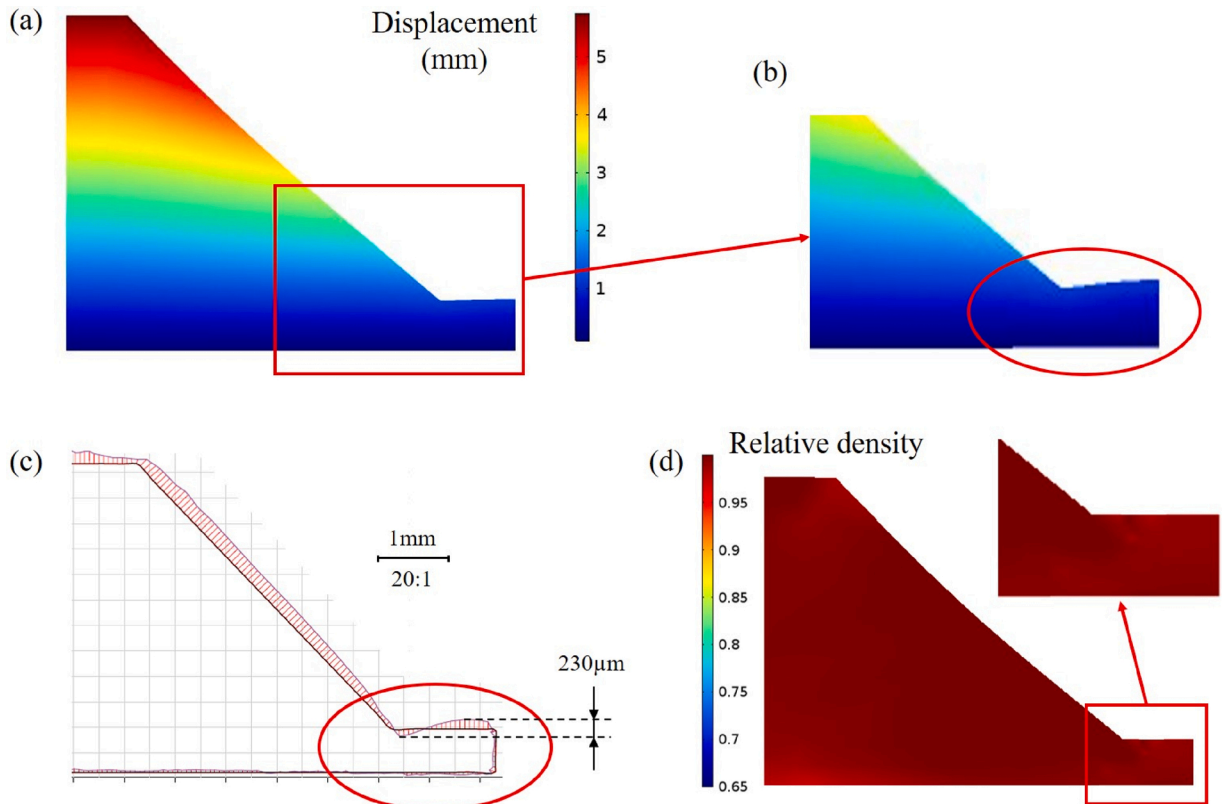 (a)
Displacement
(mm)
5
4
3
2
1
(b)
(c)
1mm
20:1
230µm
Relative density
(d)
0.95
0.9
0.85
0.8
0.75
0.7
0.65